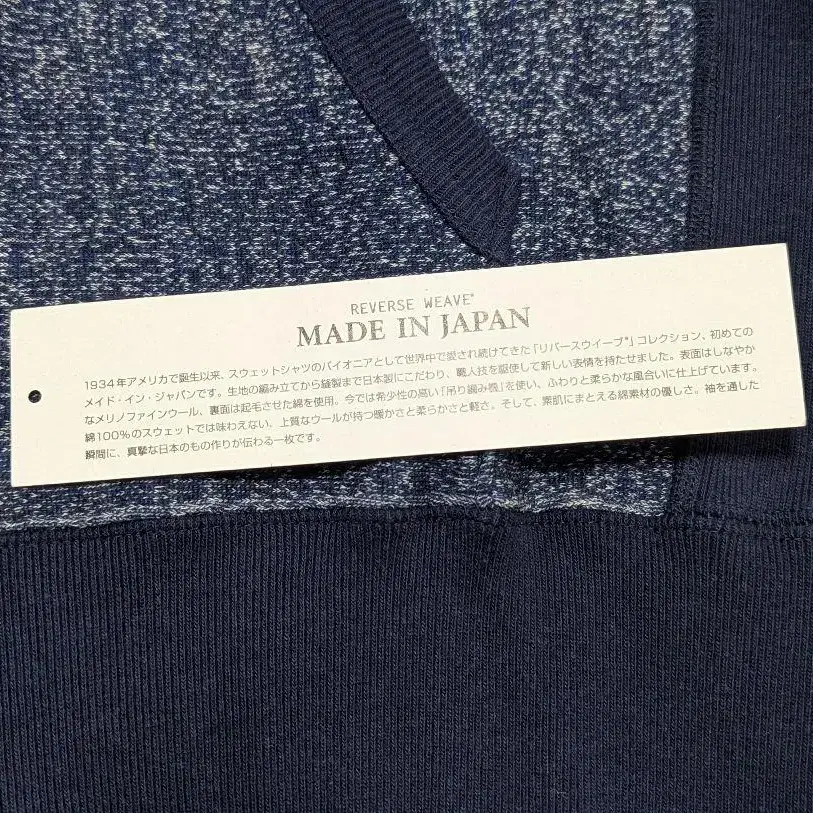 REVERSE WEAVE®
MADE IN JAPAN
1934年アメリカで誕生以来、スウェットシャツのパイオニアとして世界中で愛され続けてきた「リバースウィーブ®」コレクション、初めての
メイド・イン・ジャパンです。生地の編み立てから縫製まで日本製にこだわり、職人技を駆使して新しい表情を持たせました。表面はしなやか
なメリノファインウール、裏面は起毛させた綿を使用。今では希少性の高い「吊り編み機」を使い、ふわりと柔らかな風合いに仕上げています。
綿100%のスウェットでは味わえない、上質なウールが持つ暖かさと柔らかさと軽さ。そして、素肌にまとえる綿素材の優しさ。袖を通した
瞬間に、真摯な日本のもの作りが伝わる一枚です。